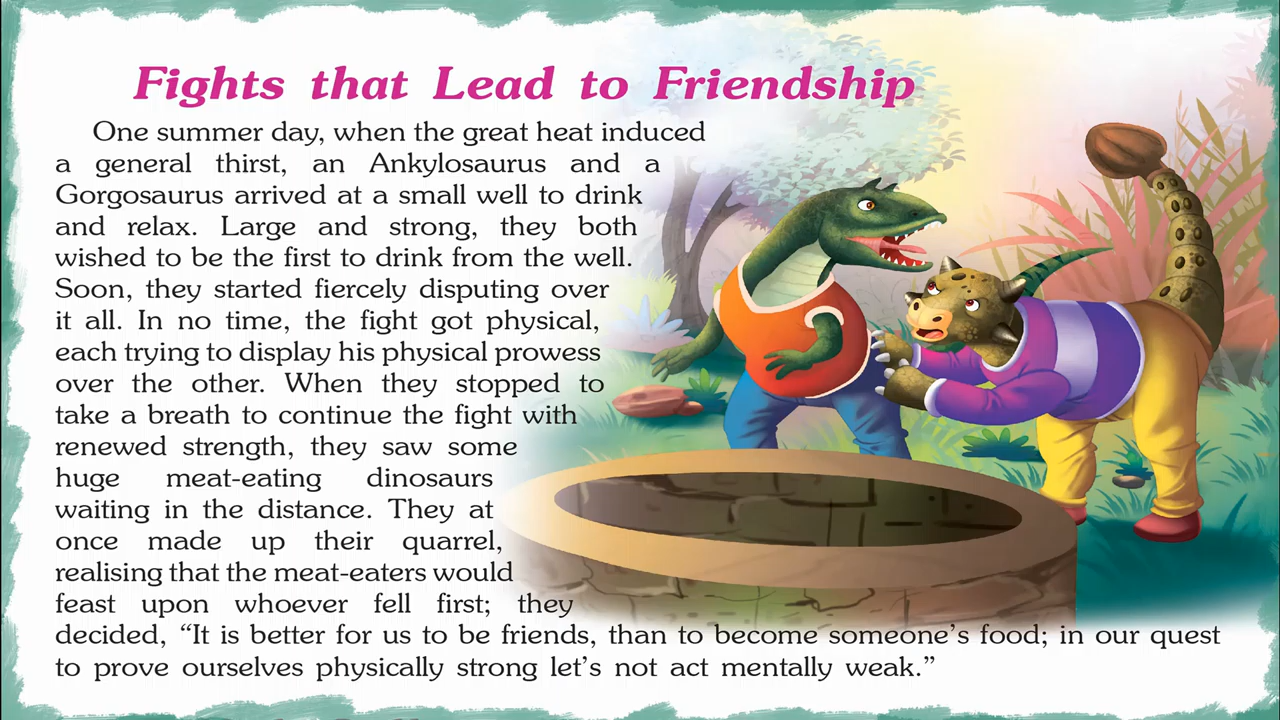 Fights that Lead to Friendship
One summer day, when the great heat induced
a general thirst, an Ankylosaurus and a
Gorgosaurus arrived at a small well to drink
and relax. Large and strong, they both
wished to be the first to drink from the well.
Soon, they started fiercely disputing over
it all. In no time, the fight got physical,
each trying to display his physical prowess
over the other. When they stopped to
take a breath to continue the fight with
renewed strength, they saw some
huge meat-eating dinosaurs
waiting in the distance. They at
once made up their quarrel,
realising that the meat-eaters would
feast upon whoever fell first; they
decided, “It is better for us to be friends, than to become someone’s food; in our quest
to prove ourselves physically strong let’s not act mentally weak.”